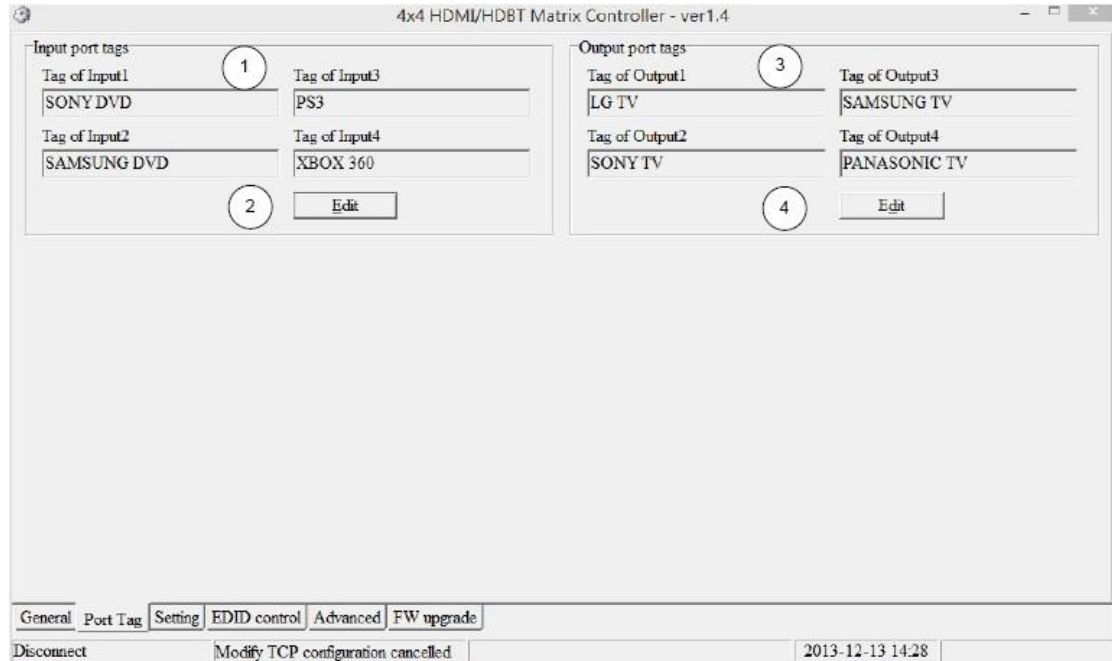 4x4 HDMI/HDBT Matrix Controller - ver1.4
Input port tags
1
Tag of Input1
Tag of Input3
SONY DVD
PS3
Tag of Input2
Tag of Input4
SAMSUNG DVD
XBOX 360
2
Edit
Output port tags
3
Tag of Output1
Tag of Output3
LG TV
SAMSUNG TV
Tag of Output2
Tag of Output4
SONY TV
PANASONIC TV
4
Edit
General Port Tag Setting EDID control Advanced FW upgrade
Disconnect Modify TCP configuration cancelled 2013-12-13 14:28